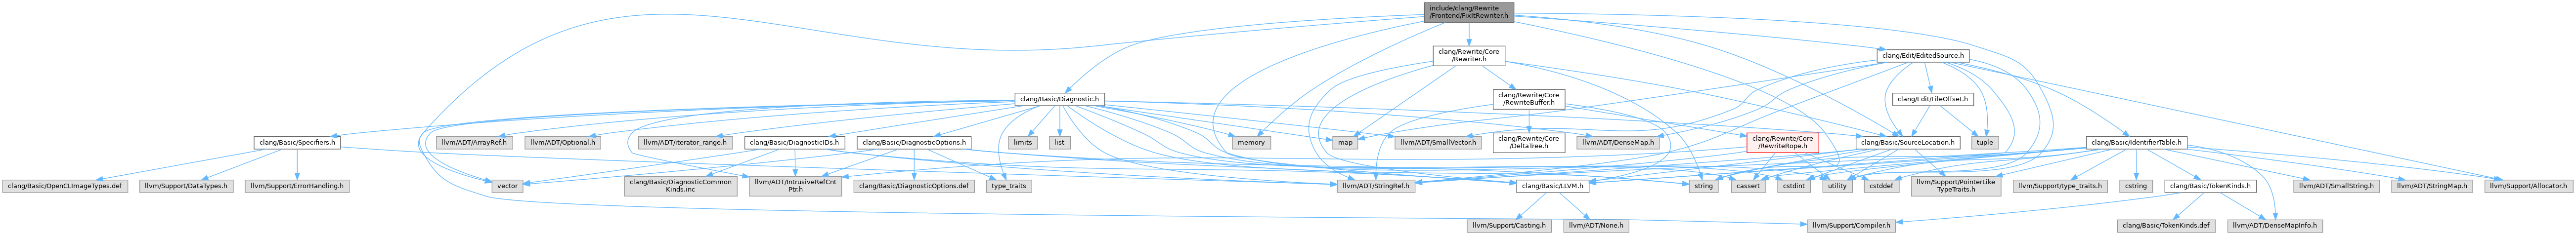 include/clang/Rewrite
/Frontend/FixItRewriter.h
clang/Rewrite/Core
/Rewriter.h
clang/Edit/EditedSource.h
clang/Basic/Diagnostic.h
clang/Rewrite/Core
/RewriteBuffer.h
clang/Edit/FileOffset.h
clang/Basic/Specifiers.h
llvm/ADT/ArrayRef.h
llvm/ADT/Optional.h
llvm/ADT/iterator_range.h
clang/Basic/DiagnosticIDs.h
clang/Basic/DiagnosticOptions.h
limits
list
memory
map
llvm/ADT/SmallVector.h
clang/Rewrite/Core
/DeltaTree.h
llvm/ADT/DenseMap.h
clang/Rewrite/Core
/RewriteRope.h
clang/Basic/SourceLocation.h
tuple
clang/Basic/IdentifierTable.h
clang/Basic/OpenCLImageTypes.def
llvm/Support/DataTypes.h
llvm/Support/ErrorHandling.h
vector
clang/Basic/DiagnosticCommon
Kinds.inc
llvm/ADT/IntrusiveRefCnt
Ptr.h
clang/Basic/DiagnosticOptions.def
type_traits
llvm/ADT/StringRef.h
clang/Basic/LLVM.h
string
cassert
cstdint
utility
cstddef
llvm/Support/PointerLike
TypeTraits.h
llvm/Support/type_traits.h
cstring
clang/Basic/TokenKinds.h
llvm/ADT/SmallString.h
llvm/ADT/StringMap.h
llvm/Support/Allocator.h
llvm/Support/Casting.h
llvm/ADT/None.h
llvm/Support/Compiler.h
clang/Basic/TokenKinds.def
llvm/ADT/DenseMapInfo.h